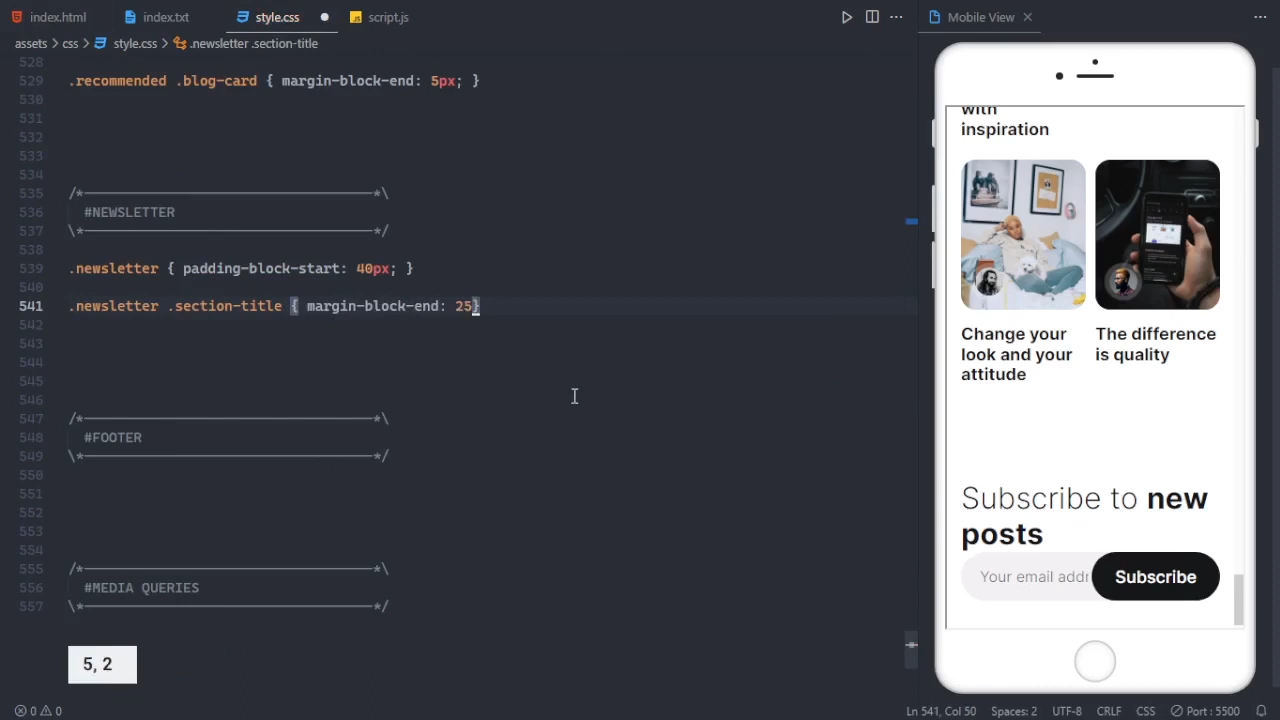 index.html
index.txt
style.css
script.js
Mobile View
assets > css > style.css > .newsletter .section-title
528
529 .recommended .blog-card { margin-block-end: 5px; }
530
531
532
533
534
535 /*-----------------------------------*\
536 #NEWSLETTER
537 \*-----------------------------------*/
538
539 .newsletter { padding-block-start: 40px; }
540
541 .newsletter .section-title { margin-block-end: 25}
542
543
544
545
546
547 /*-----------------------------------*\
548 #FOOTER
549 \*-----------------------------------*/
550
551
552
553
554
555 /*-----------------------------------*\
556 #MEDIA QUERIES
557 \*-----------------------------------*/
5, 2
with
inspiration
Change your
look and your
attitude
The difference
is quality
Subscribe to new
posts
Your email addr
Subscribe
0 0
Ln 541, Col 50
Spaces: 2
UTF-8
CRLF
CSS
Port : 5500